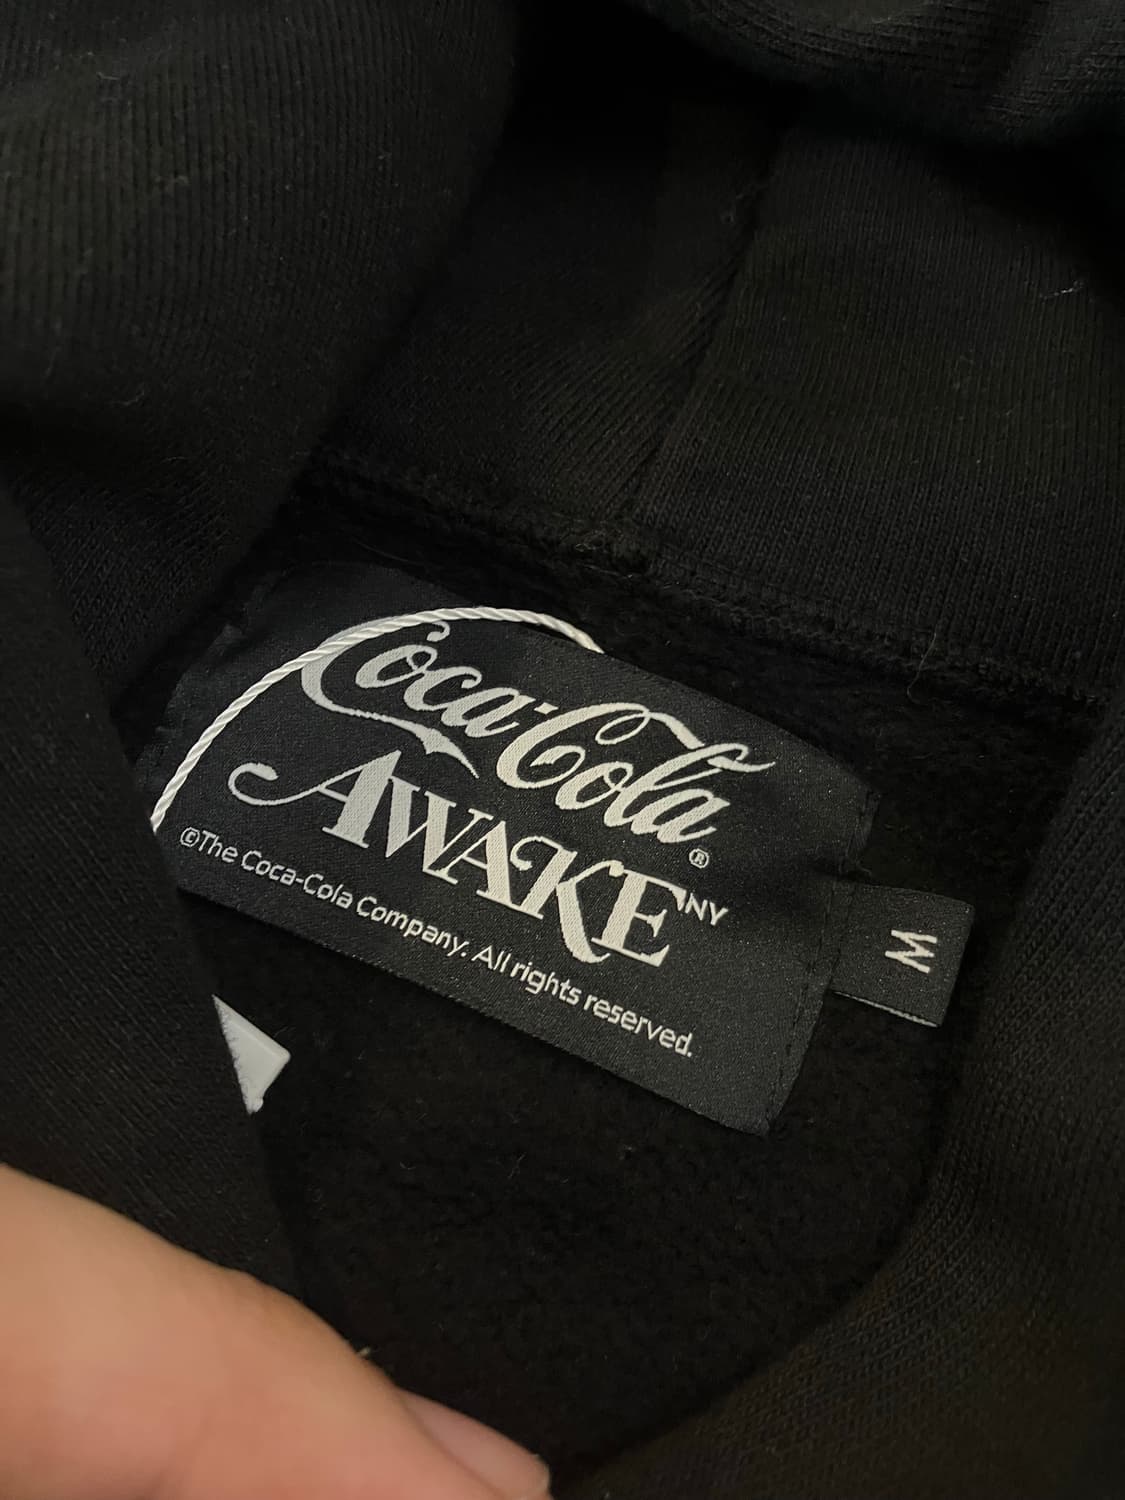 Coca-Cola®
AWAKE NY
©The Coca-Cola Company. All rights reserved.
M